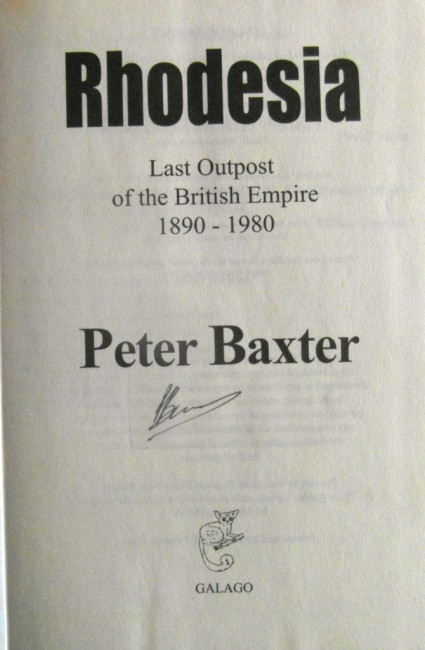 Rhodesia
Last Outpost
of the British Empire
1890 - 1980
Peter Baxter
GALAGO